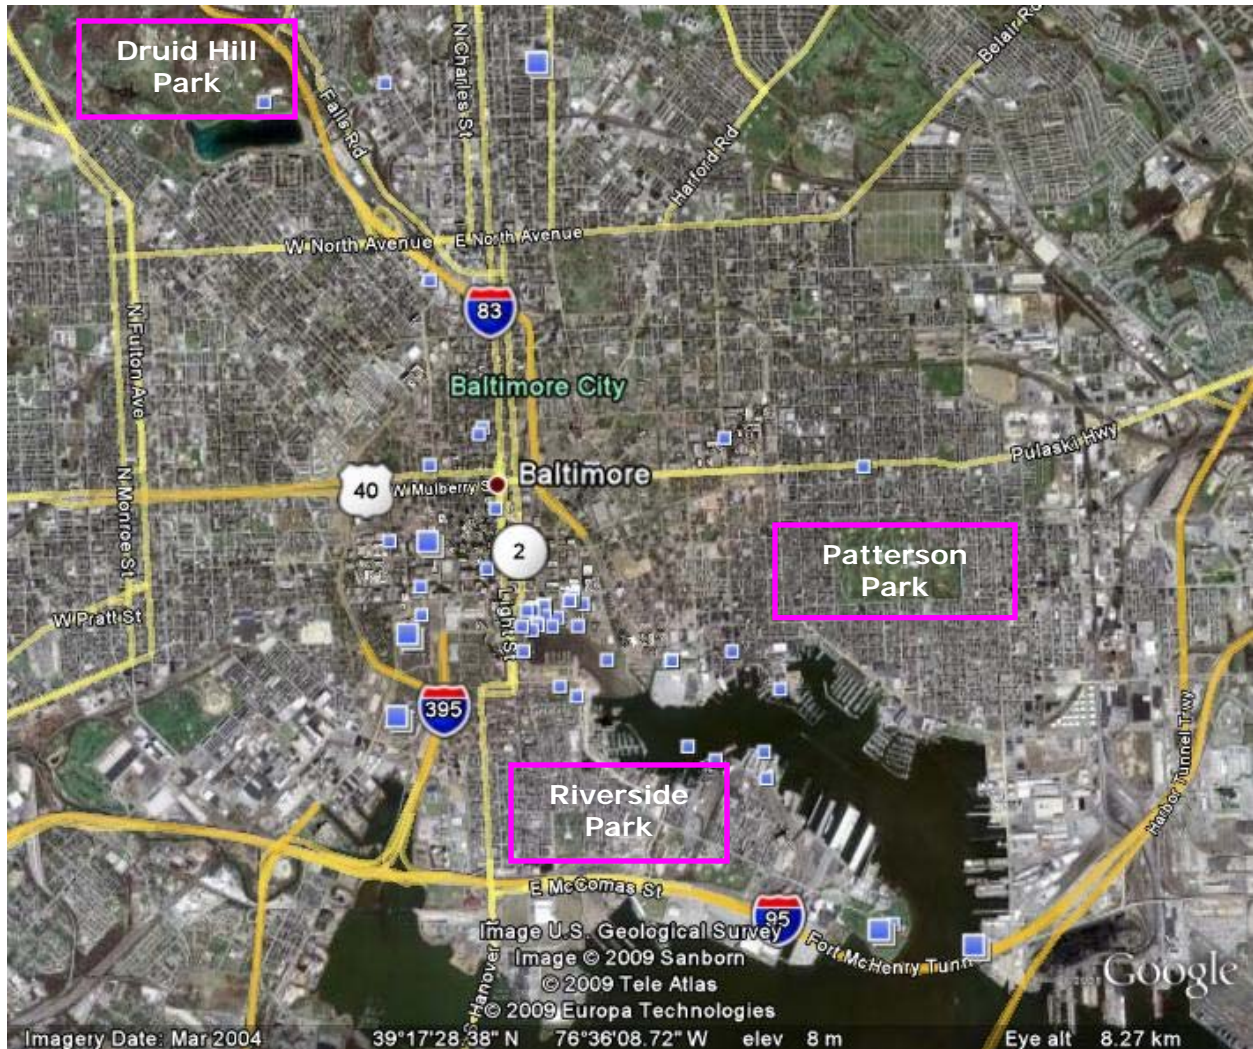 Druid Hill
Park
Falls Rd
N Charles St
Harford Rd
Belair Rd
W North Avenue
E North Avenue
83
N Fulton Ave
Baltimore City
Pulaski Hwy
40
W Mulberry S
Baltimore
N Monroe St
2
Patterson
Park
W Pratt St
Light St
395
Harbor Tunnel Trwy
Riverside
Park
E McComas St
95
S Hanover St
Fort McHenry Tunn
Image U.S. Geological Survey
Image © 2009 Sanborn
© 2009 Tele Atlas
© 2009 Europa Technologies
Google
Imagery Date: Mar 2004 39°17'28.38" N 76°36'08.72" W elev 8 m Eye alt 8.27 km